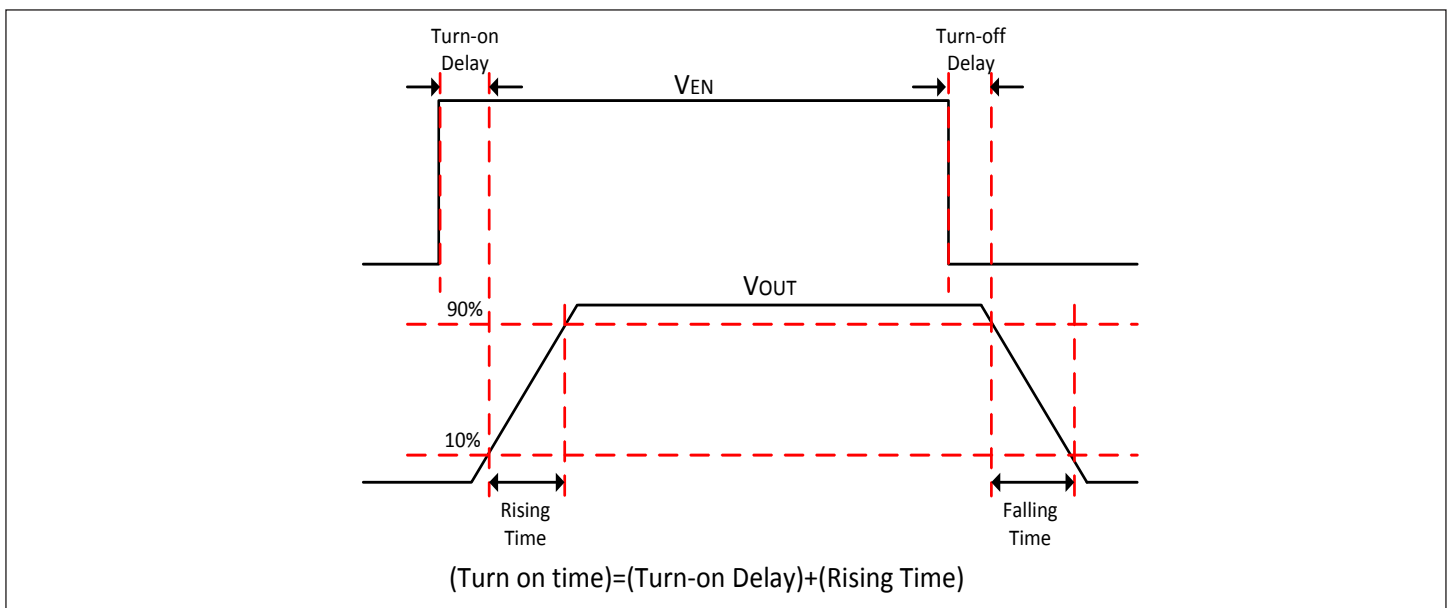 Turn-on
Delay
Turn-off
Delay
VEN
VOUT
90%
10%
Rising
Time
Falling
Time
(Turn on time)=(Turn-on Delay)+(Rising Time)